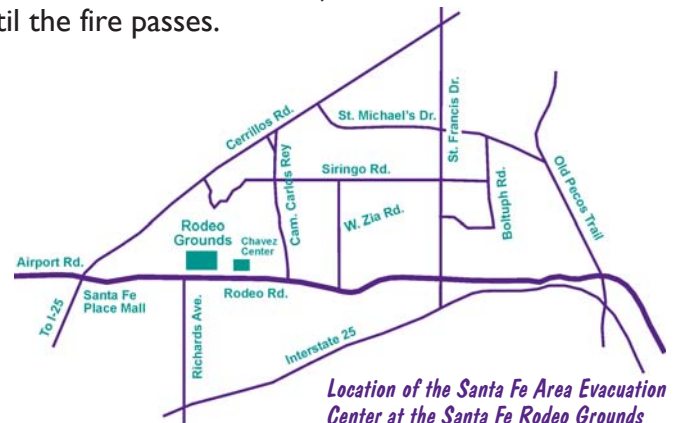 til the fire passes.
Cerrillos Rd.
St. Michael's Dr.
St. Francis Dr.
Siringo Rd.
Cam. Carlos Rey
W. Zia Rd.
Boltuph Rd.
Old Pecos Trail
Rodeo
Grounds
Chavez
Center
Airport Rd.
Santa Fe
Place Mall
Rodeo Rd.
To I-25
Richards Ave.
Interstate 25
Location of the Santa Fe Area Evacuation
Center at the Santa Fe Rodeo Grounds